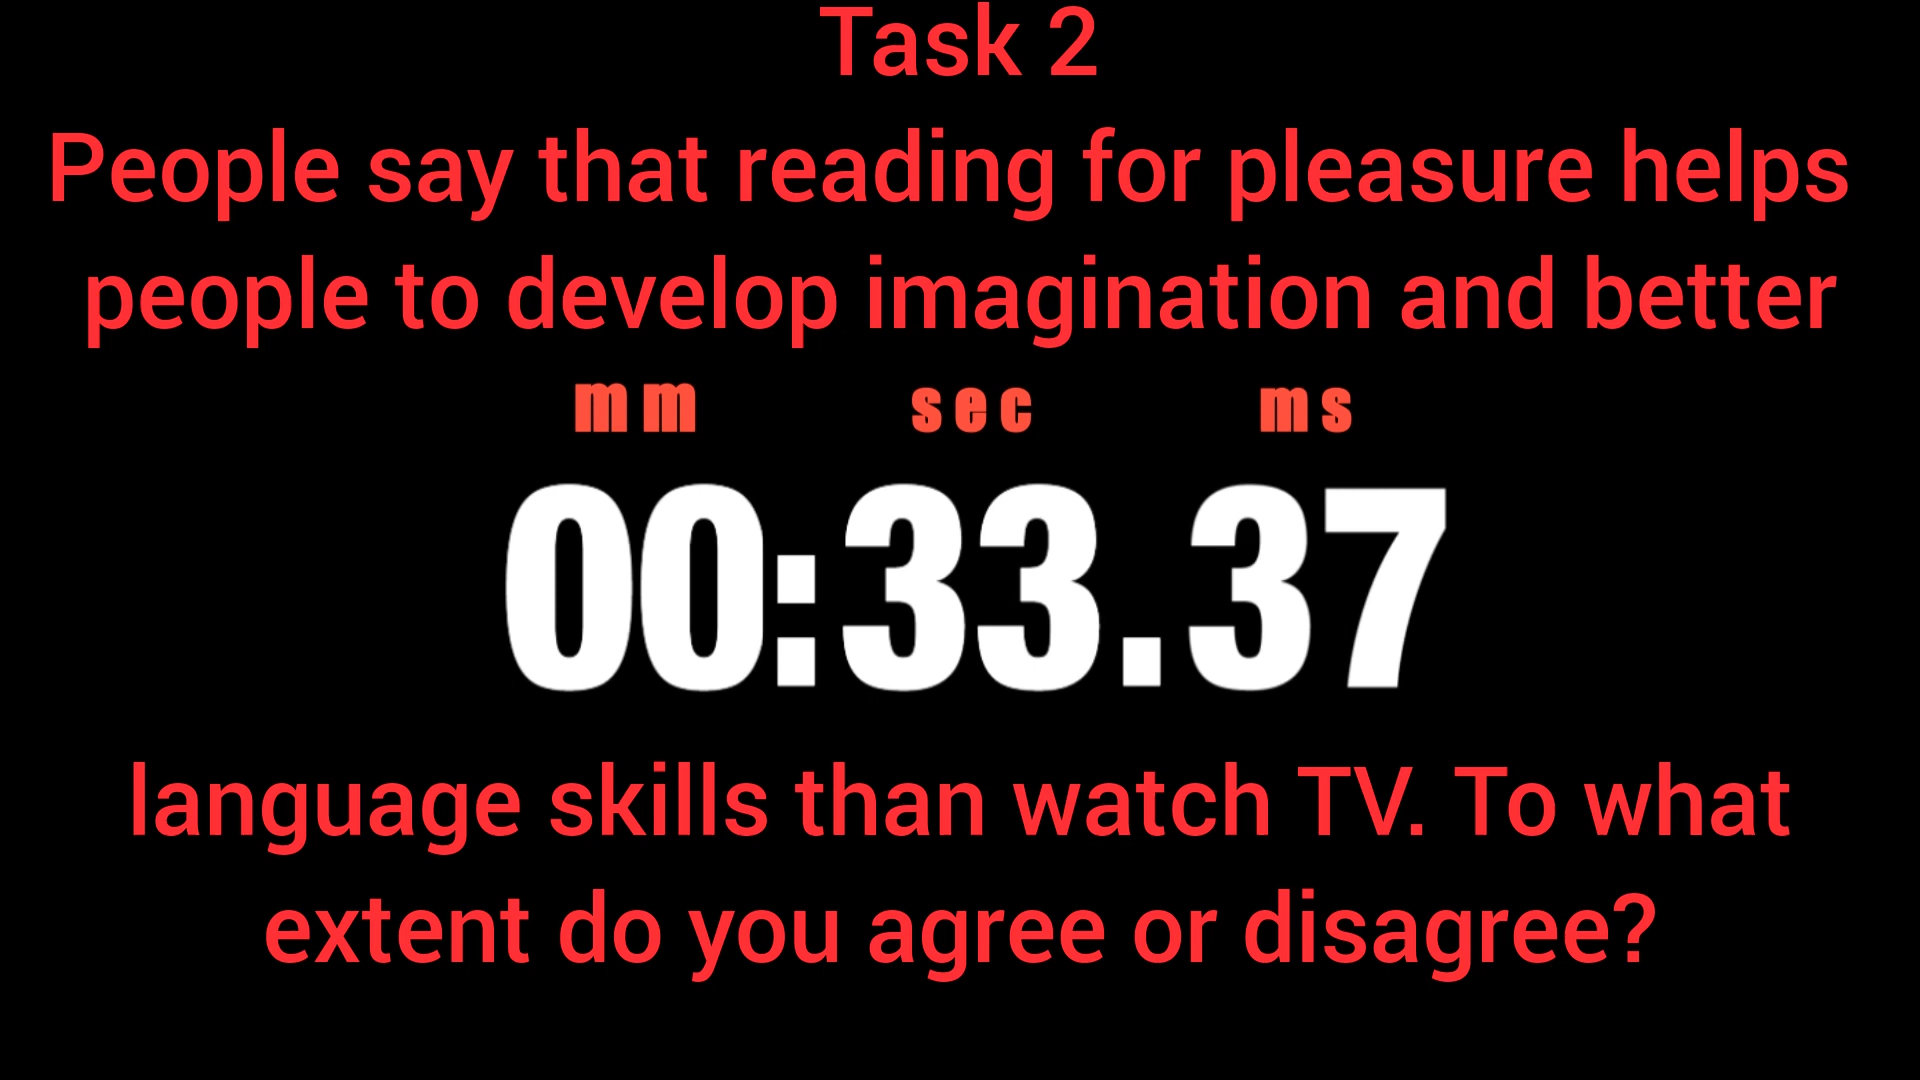 Task 2
People say that reading for pleasure helps
people to develop imagination and better
mm sec ms
00:33.37
language skills than watch TV. To what
extent do you agree or disagree?